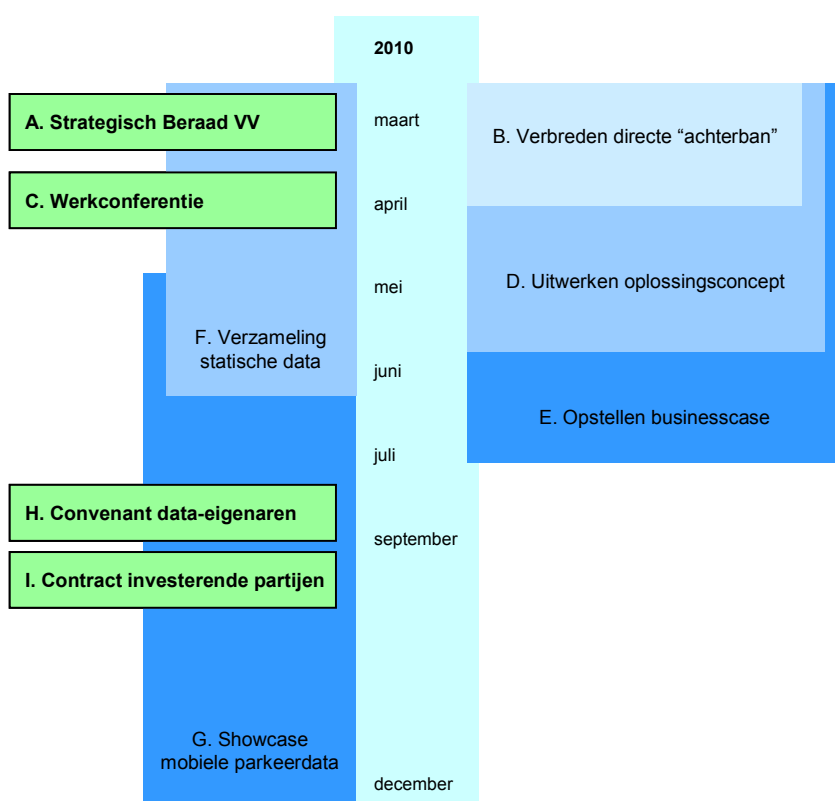 2010
A. Strategisch Beraad VV
maart
B. Verbreden directe “achterban”
C. Werkconferentie
april
mei
D. Uitwerken oplossingsconcept
F. Verzameling
statische data
juni
E. Opstellen businesscase
juli
H. Convenant data-eigenaren
september
I. Contract investerende partijen
G. Showcase
mobiele parkeerdata
december